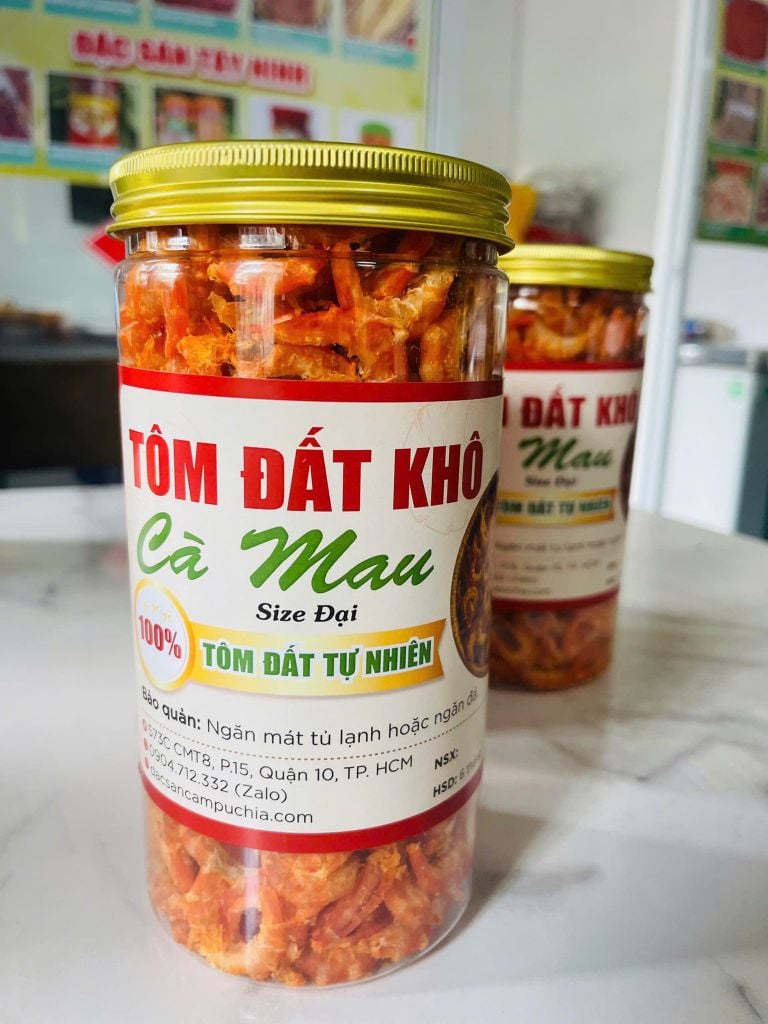 ĐẶC SẢN TÂY NINH
TÔM ĐẤT KHÔ
Cà Mau
Size Đại
100%
TÔM ĐẤT TỰ NHIÊN
Bảo quản: Ngăn mát tủ lạnh hoặc ngăn đá.
573C CMT8, P.15, Quận 10, TP. HCM
0904.712.332 (Zalo)
dacsancampuchia.com
NSX:
HSD: 6
ĐẤT KHÔ
Mau
Size Đại
TÔM ĐẤT TỰ NHIÊN